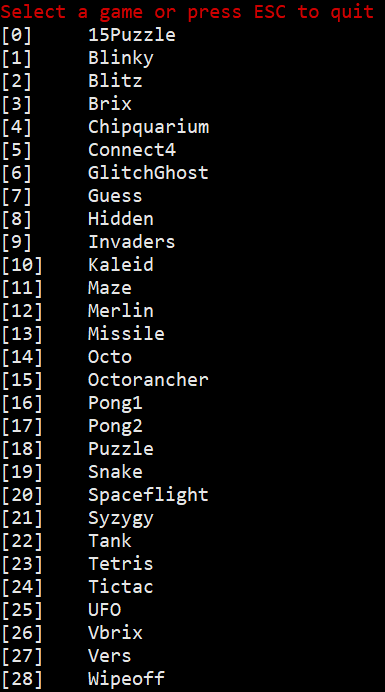 Select a game or press ESC to quit
[0] 15Puzzle
[1] Blinky
[2] Blitz
[3] Brix
[4] Chipquarium
[5] Connect4
[6] GlitchGhost
[7] Guess
[8] Hidden
[9] Invaders
[10] Kaleid
[11] Maze
[12] Merlin
[13] Missile
[14] Octo
[15] Octorancher
[16] Pong1
[17] Pong2
[18] Puzzle
[19] Snake
[20] Spaceflight
[21] Syzygy
[22] Tank
[23] Tetris
[24] Tictac
[25] UFO
[26] Vbrix
[27] Vers
[28] Wipeoff